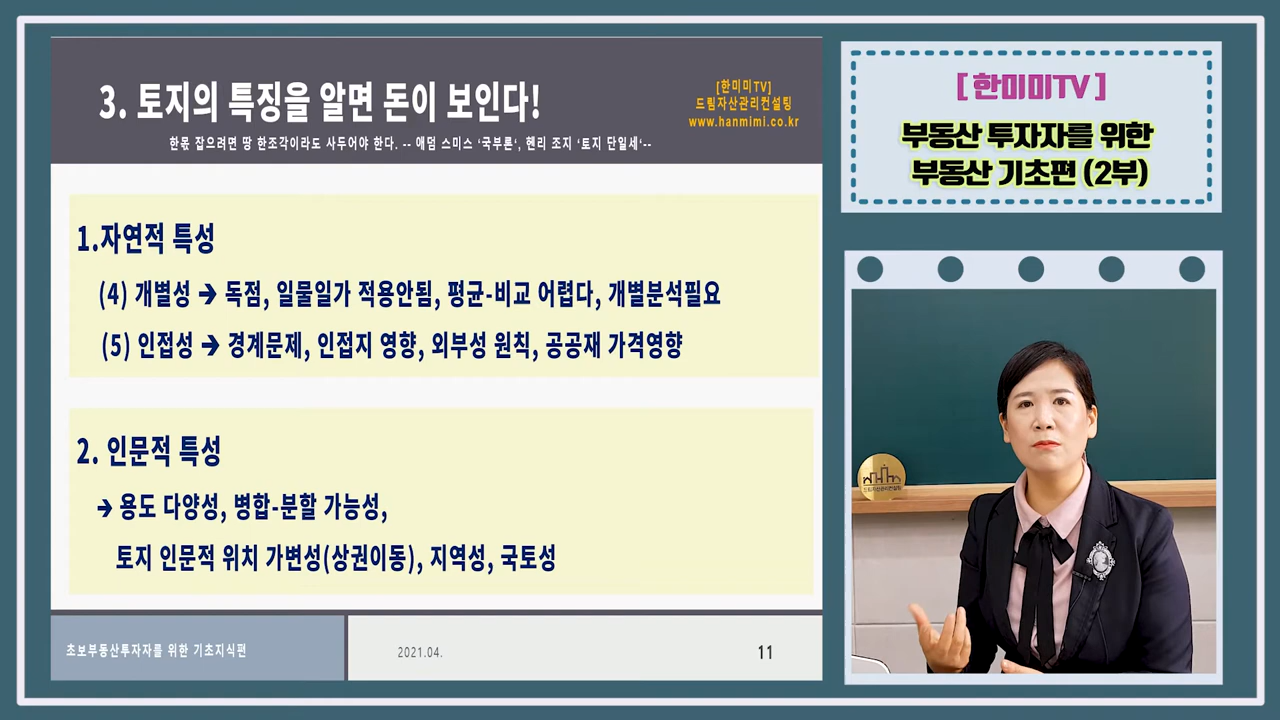 3. 토지의 특징을 알면 돈이 보인다!
[한미미TV]
드림자산관리컨설팅
www.hanmimi.co.kr
한몫 잡으려면 땅 한조각이라도 사두어야 한다. -- 애덤 스미스 '국부론', 헨리 조지 '토지 단일세'--
1.자연적 특성
(4) 개별성 → 독점, 일물일가 적용안됨, 평균-비교 어렵다, 개별분석필요
(5) 인접성 → 경계문제, 인접지 영향, 외부성 원칙, 공공재 가격영향
2. 인문적 특성
→ 용도 다양성, 병합-분할 가능성,
토지 인문적 위치 가변성(상권이동), 지역성, 국토성
초보부동산투자자를 위한 기초지식편
2021.04.
11
[ 한미미TV ]
부동산 투자자를 위한
부동산 기초편 (2부)
드림자산관리컨설팅